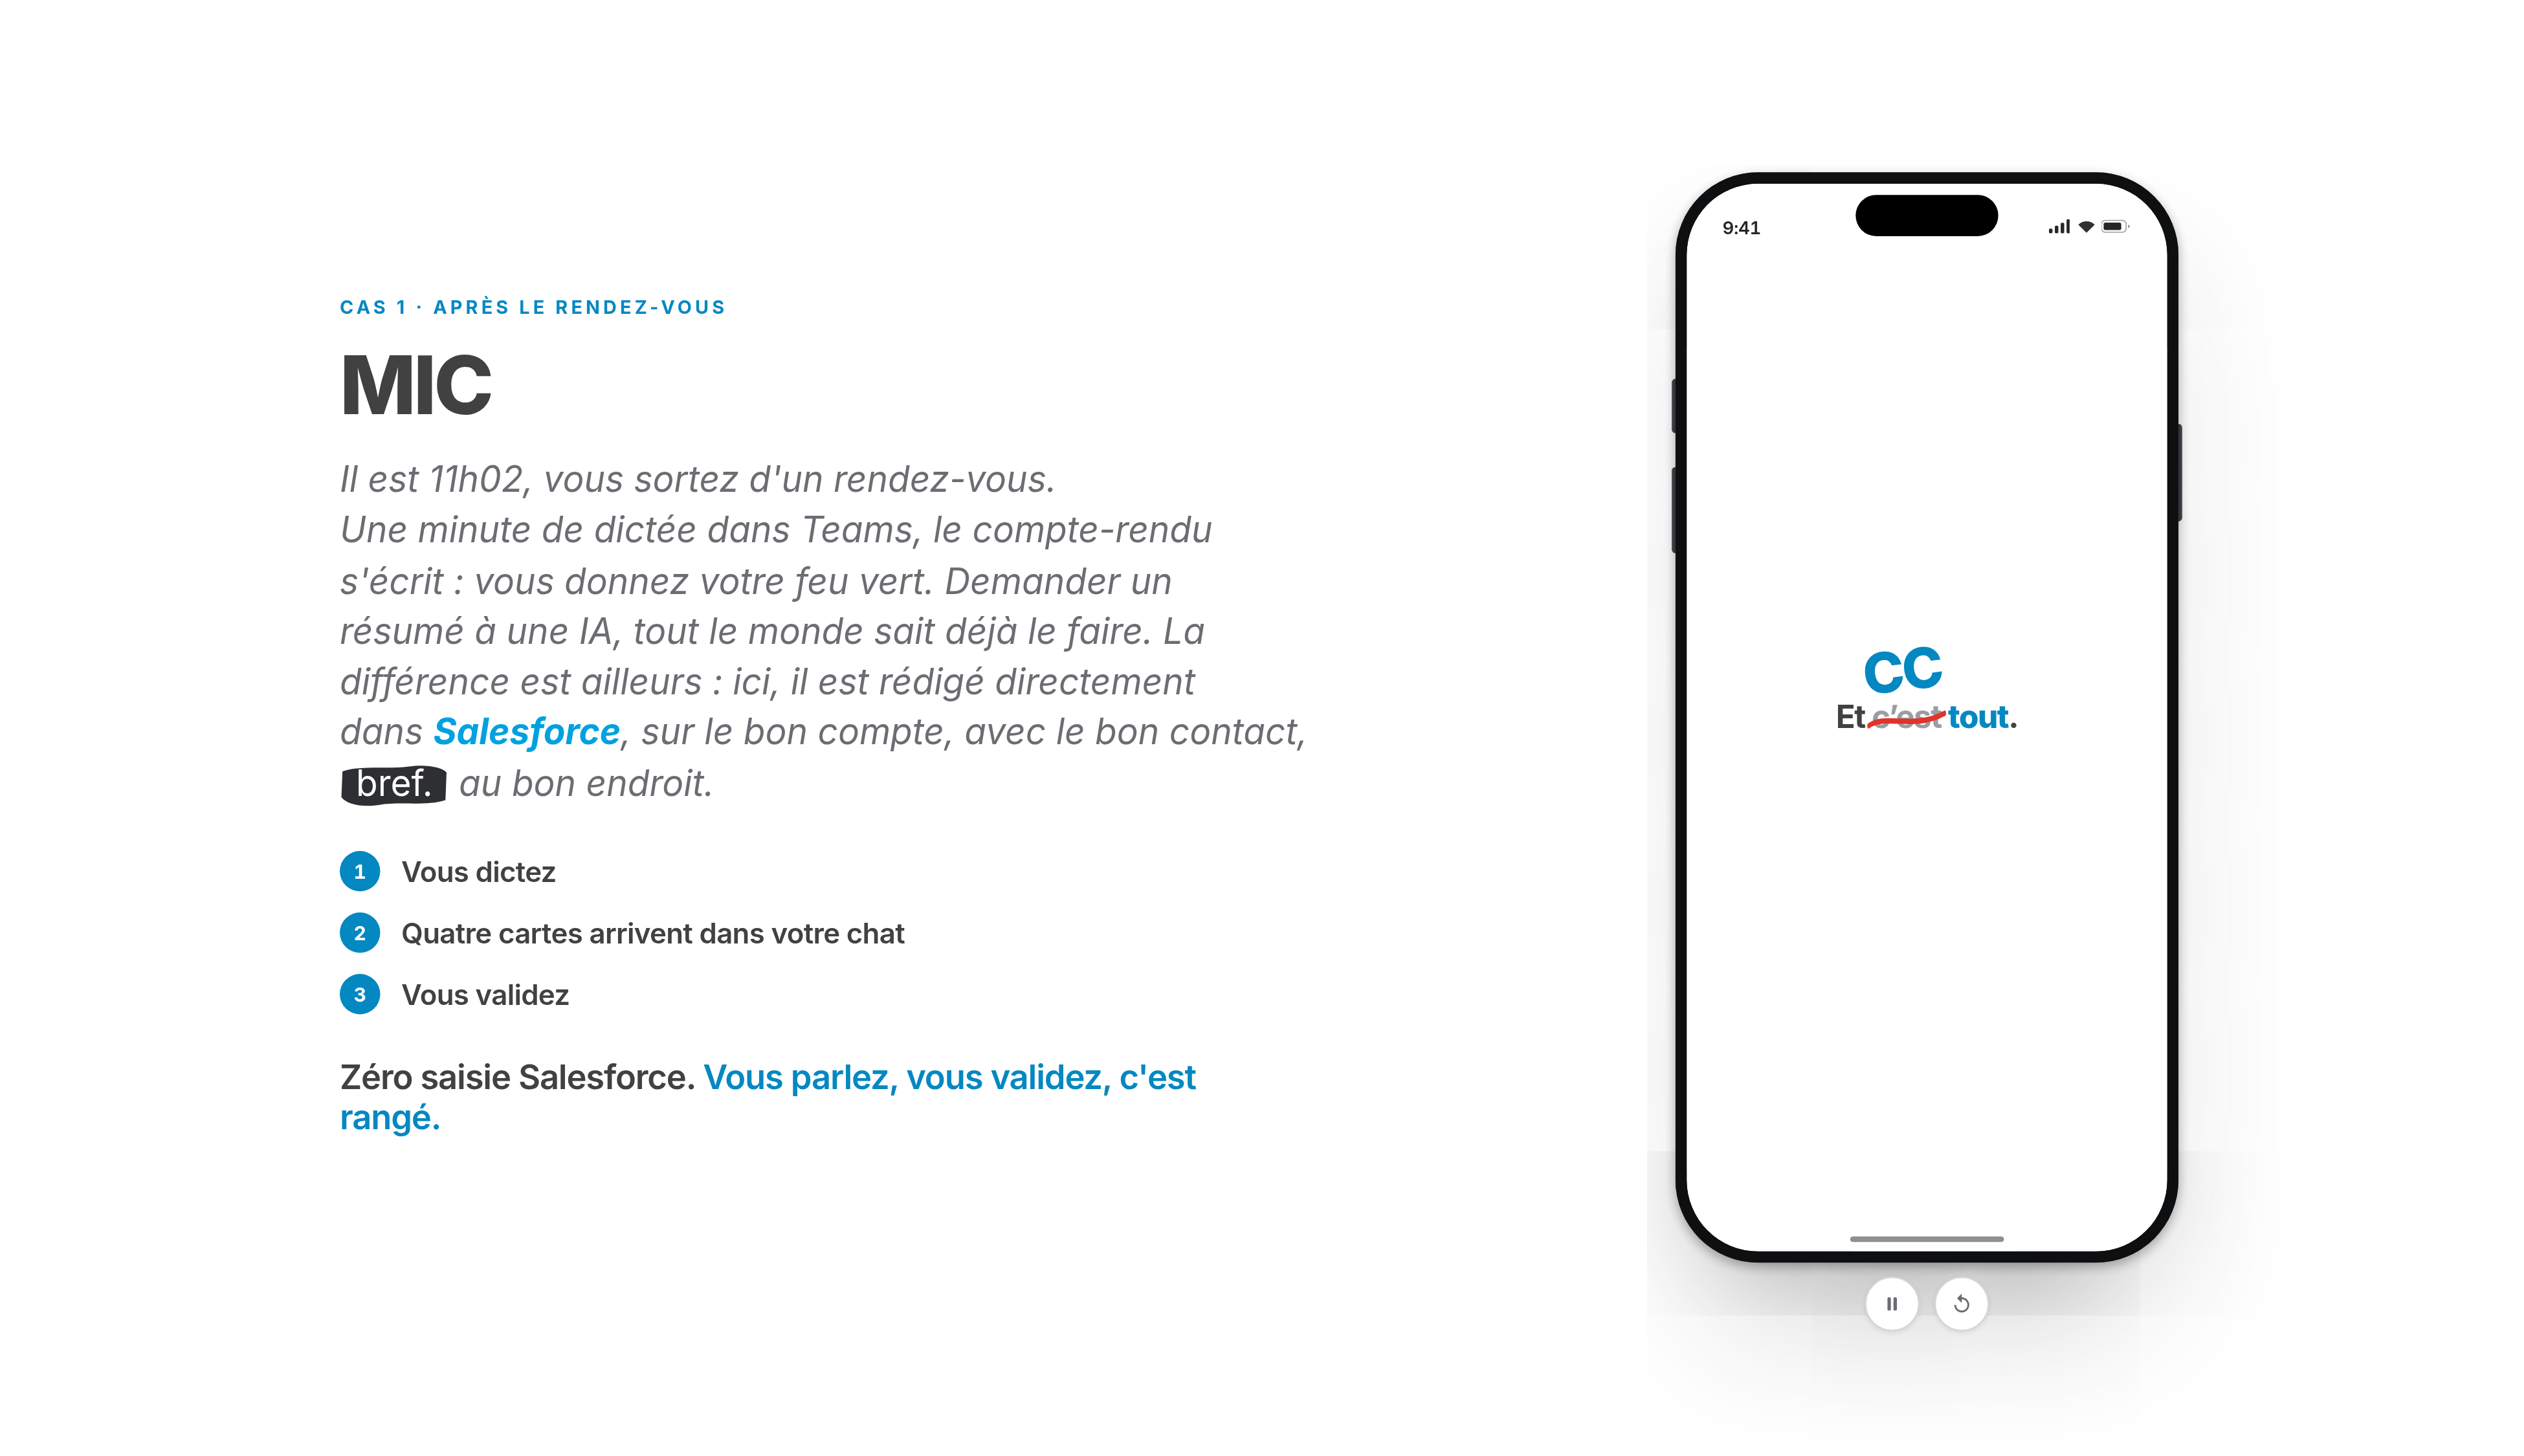 CAS 1 · APRÈS LE RENDEZ-VOUS
MIC
Il est 11h02, vous sortez d'un rendez-vous.
Une minute de dictée dans Teams, le compte-rendu
s'écrit : vous donnez votre feu vert. Demander un
résumé à une IA, tout le monde sait déjà le faire. La
différence est ailleurs : ici, il est rédigé directement
dans Salesforce, sur le bon compte, avec le bon contact,
bref. au bon endroit.
1 Vous dictez
2 Quatre cartes arrivent dans votre chat
3 Vous validez
Zéro saisie Salesforce. Vous parlez, vous validez, c'est
rangé.
9:41
CC
Et c'est tout.